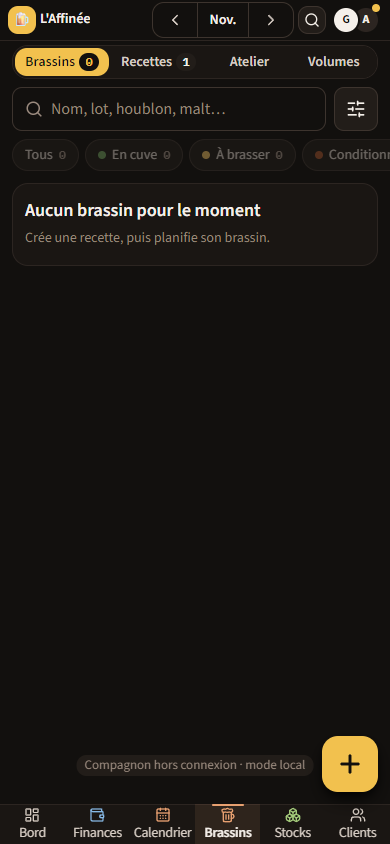 L'Affinée
Nov.
G A
Brassins 0 Recettes 1 Atelier Volumes
Nom, lot, houblon, malt…
Tous 0 En cuve 0 À brasser 0 Conditionn
Aucun brassin pour le moment
Crée une recette, puis planifie son brassin.
Compagnon hors connexion · mode local
Bord Finances Calendrier Brassins Stocks Clients